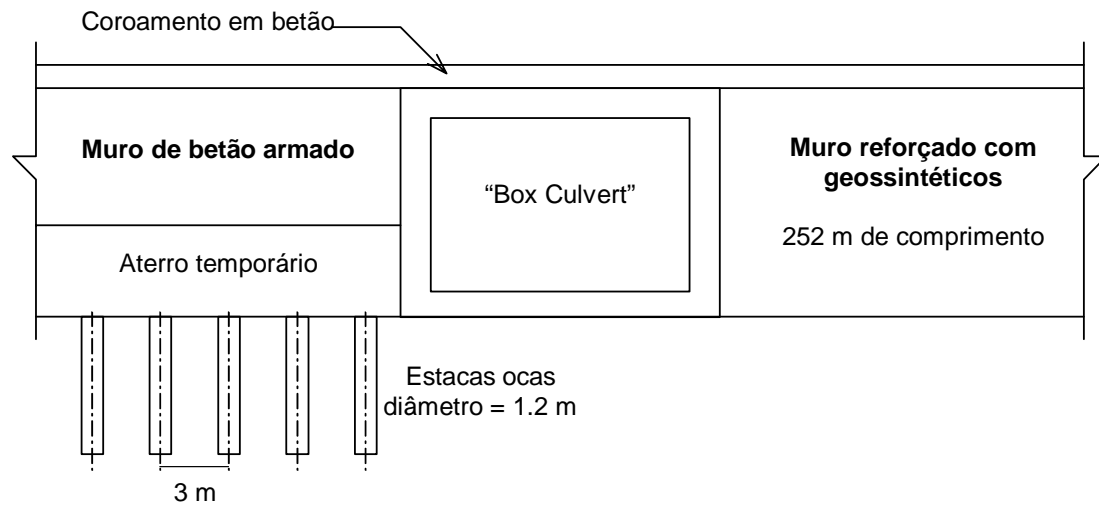 Coroamento em betão
Muro de betão armado
“Box Culvert”
Muro reforçado com
geossintéticos
252 m de comprimento
Aterro temporário
Estacas ocas
diâmetro = 1.2 m
3 m